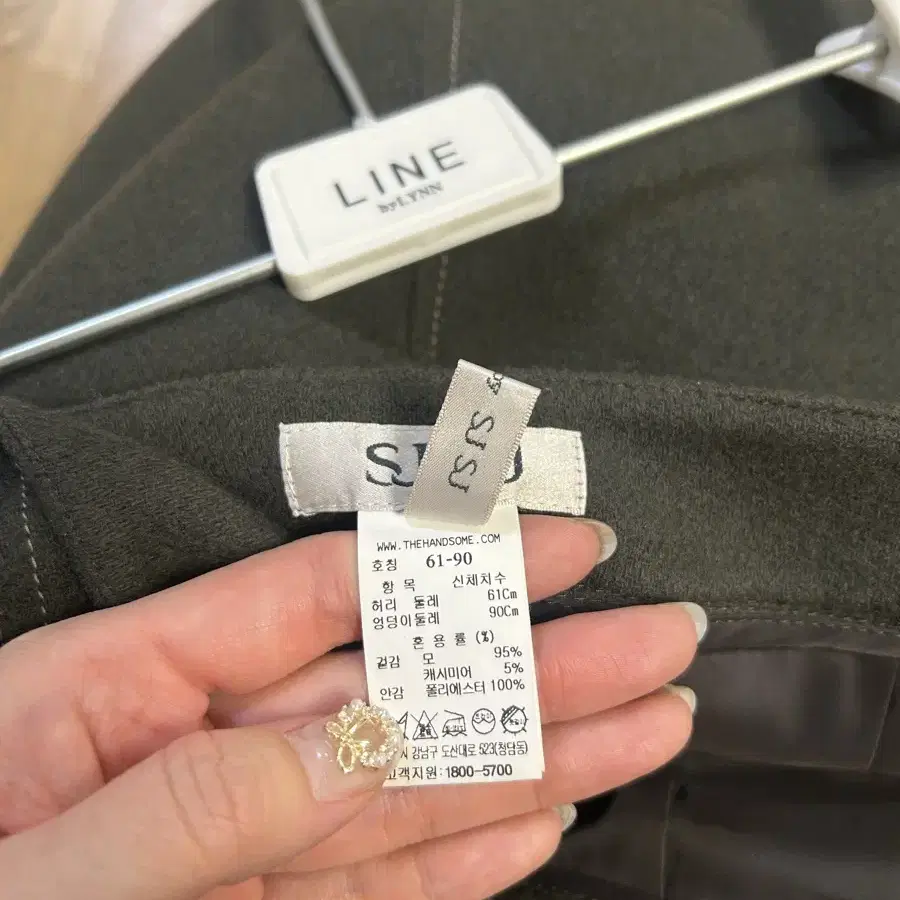 LINE
byLYNN
SJ SJ
WWW.THEHANDSOME.COM
호칭 61-90
항 목 신체치수
허리 둘레 61Cm
엉덩이둘레 90Cm
혼 용 률 (%)
겉감 모 95%
캐시미어 5%
안감 폴리에스터 100%
강남구 도산대로 523(청담동)
고객지원: 1800-5700